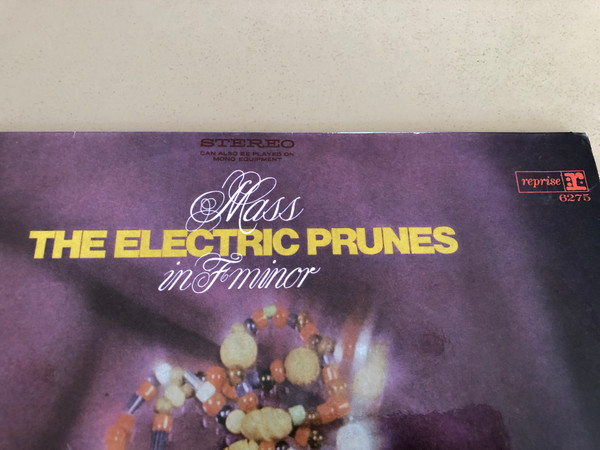 STEREO
CAN ALSO BE PLAYED ON
MONO EQUIPMENT
reprise r:
6275
Mass
THE ELECTRIC PRUNES
in F minor